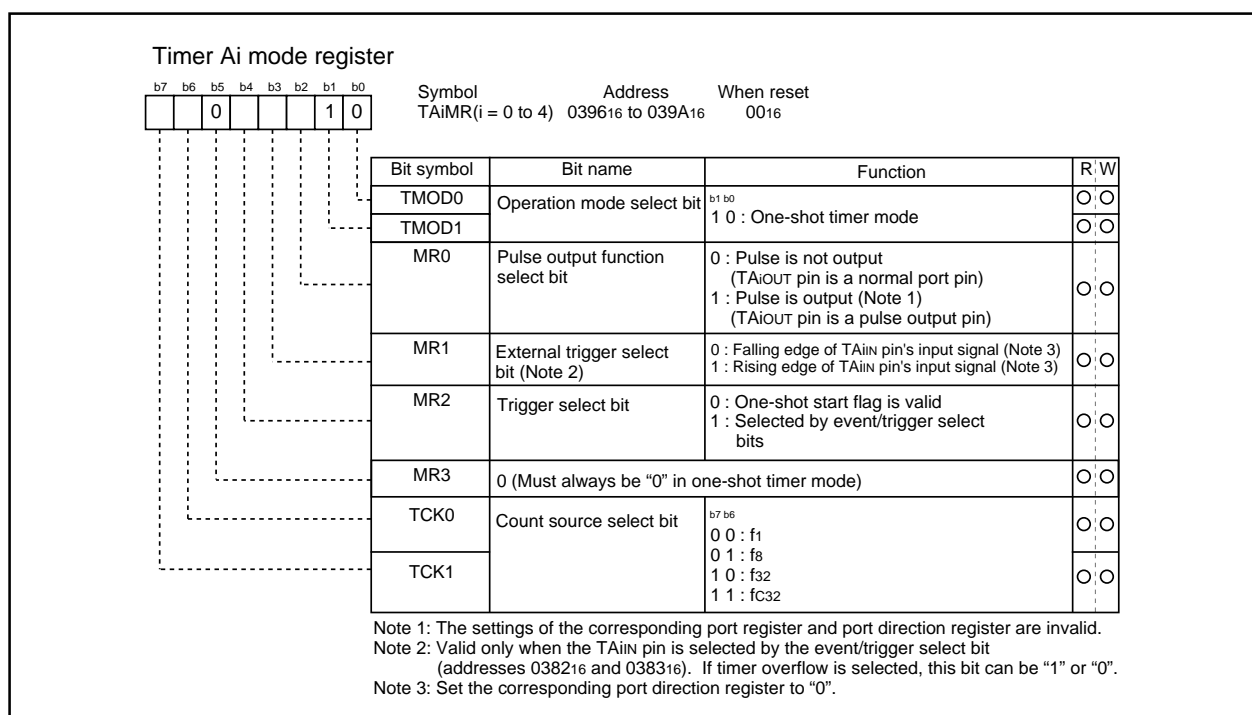 Timer Ai mode register
b7 b6 b5 b4 b3 b2 b1 b0
0 1 0
Symbol Address When reset
TAiMR(i = 0 to 4) 039616 to 039A16 0016
Bit symbol Bit name Function R W
TMOD0 Operation mode select bit b1 b0
1 0 : One-shot timer mode
TMOD1
MR0 Pulse output function 0 : Pulse is not output
select bit (TAiOUT pin is a normal port pin)
1 : Pulse is output (Note 1)
(TAiOUT pin is a pulse output pin)
MR1 External trigger select 0 : Falling edge of TAiIN pin's input signal (Note 3)
bit (Note 2) 1 : Rising edge of TAiIN pin's input signal (Note 3)
MR2 Trigger select bit 0 : One-shot start flag is valid
1 : Selected by event/trigger select
bits
MR3 0 (Must always be “0” in one-shot timer mode)
TCK0 Count source select bit b7 b6
0 0 : f1
0 1 : f8
TCK1 1 0 : f32
1 1 : fC32
Note 1: The settings of the corresponding port register and port direction register are invalid.
Note 2: Valid only when the TAiIN pin is selected by the event/trigger select bit
(addresses 038216 and 038316). If timer overflow is selected, this bit can be “1” or “0”.
Note 3: Set the corresponding port direction register to “0”.